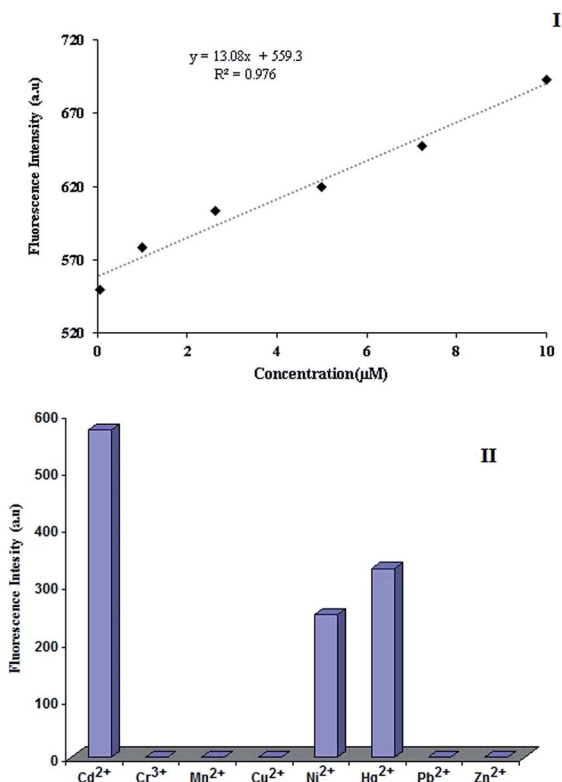 I
720
y = 13.08x + 559.3
R² = 0.976
670
620
570
520
Fluorescence Intensity (a.u)
0 2 4 6 8 10
Concentration(µM)
II
600
500
400
300
200
100
0
Fluorescence Intesity (a.u)
Cd2+ Cr3+ Mn2+ Cu2+ Ni2+ Hg2+ Pb2+ Zn2+